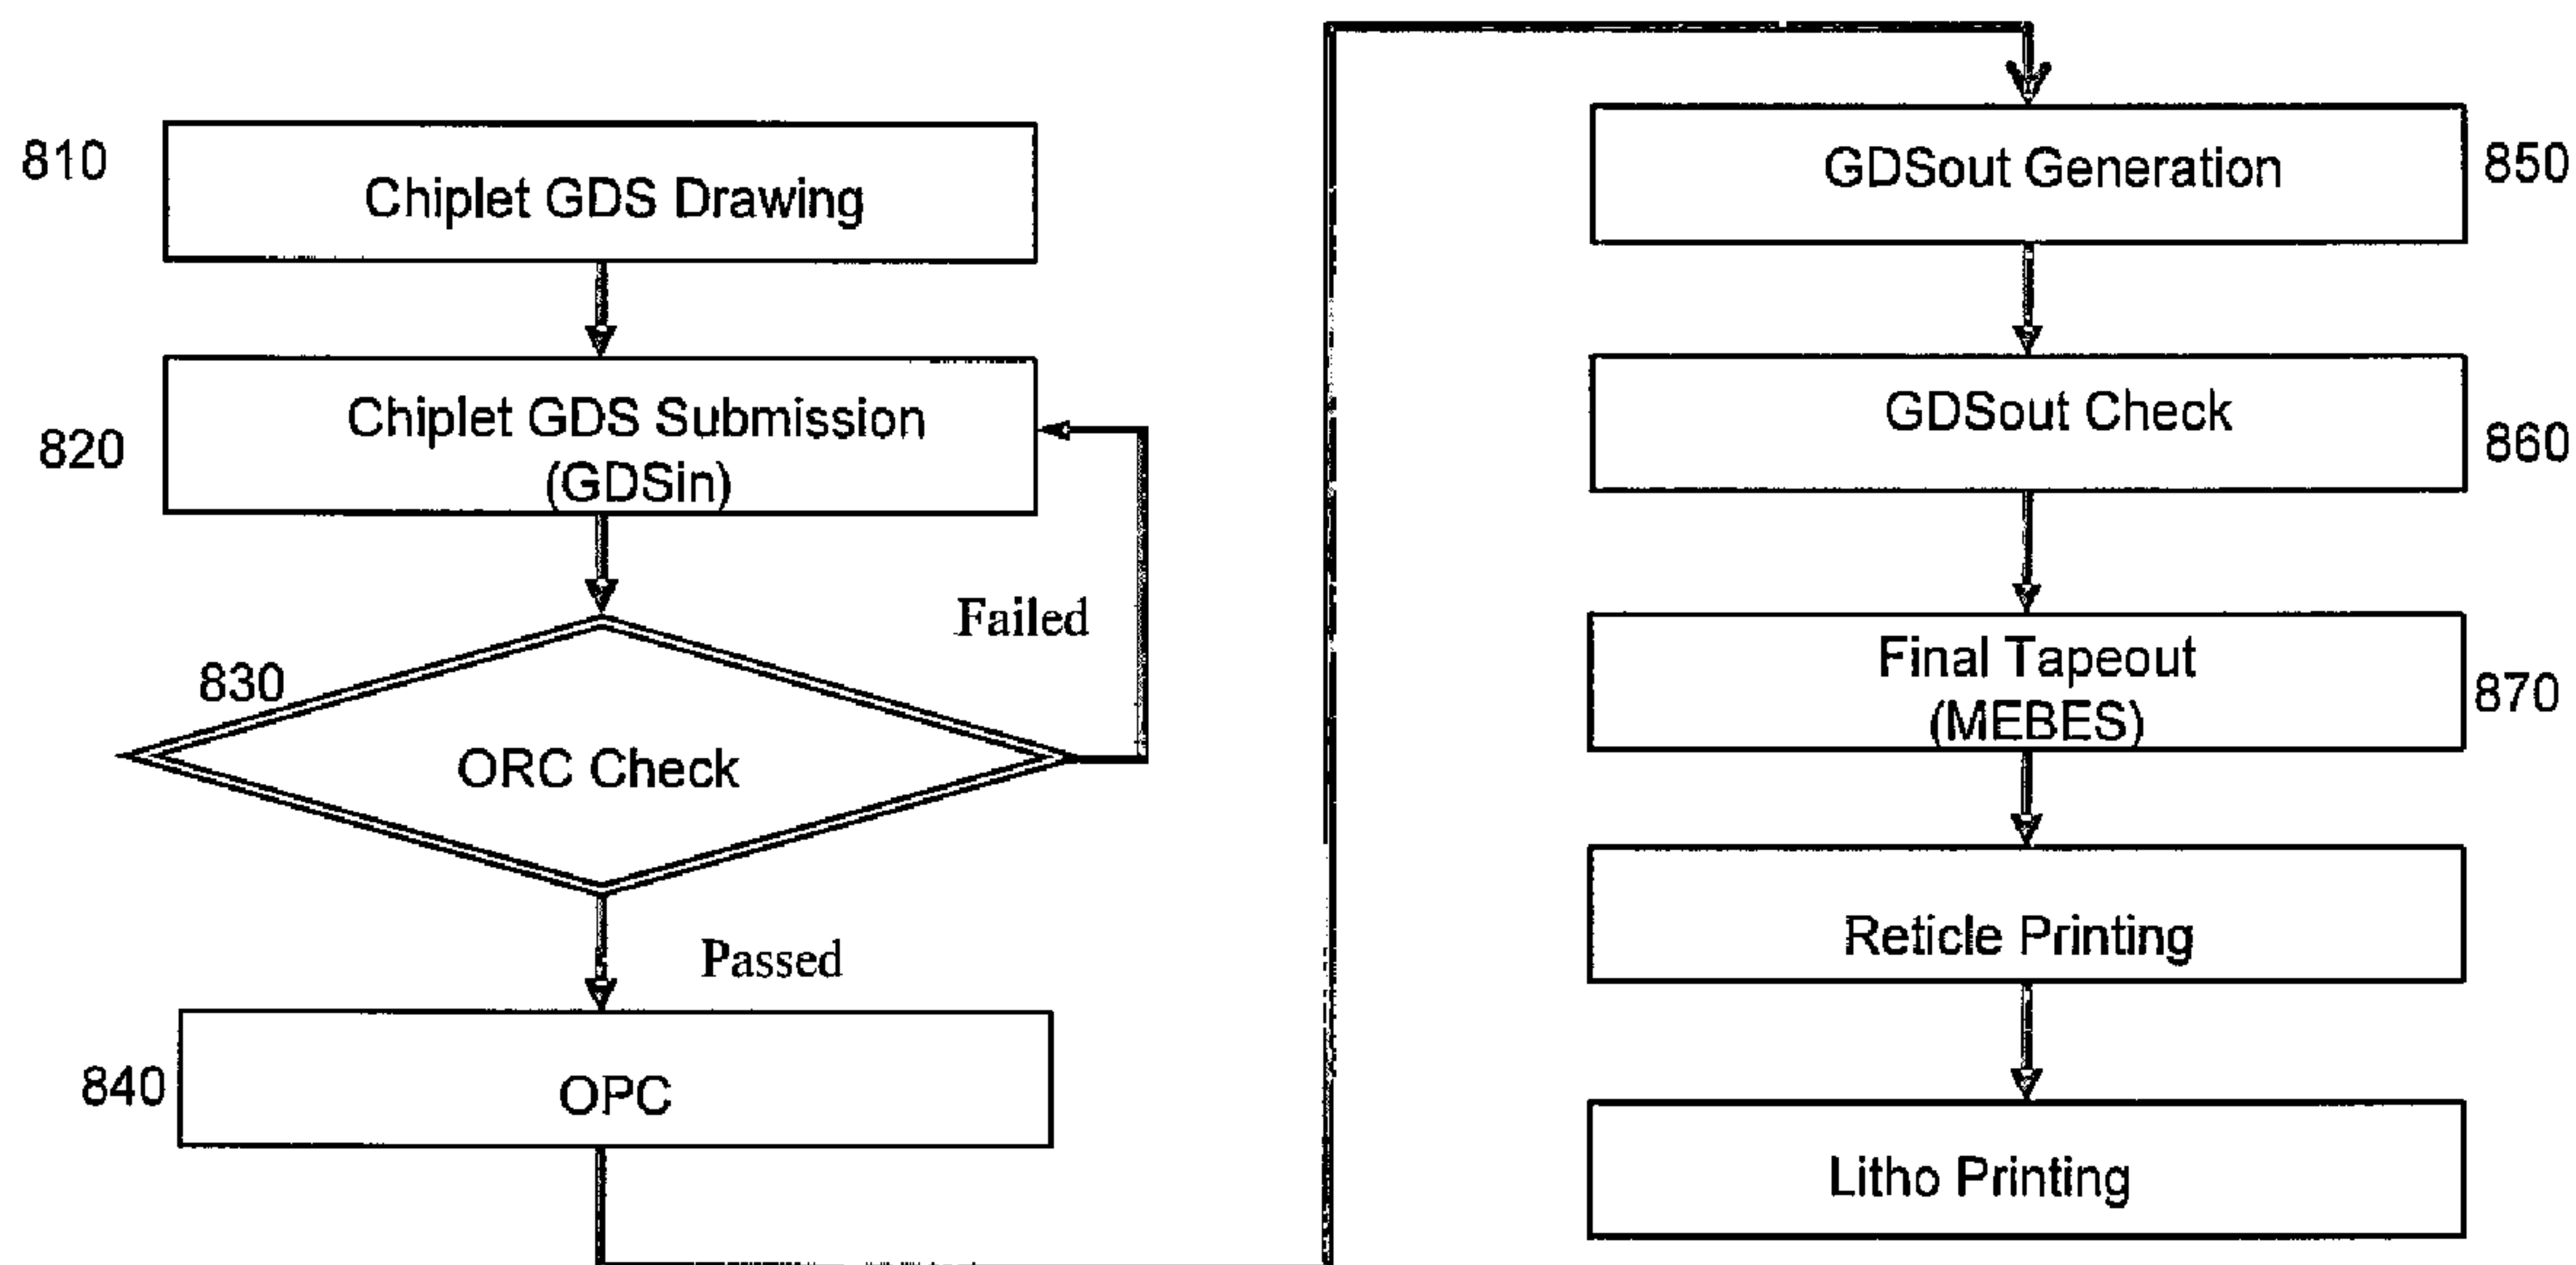 810
Chiplet GDS Drawing
820
Chiplet GDS Submission
(GDSin)
Failed
830
ORC Check
Passed
840
OPC
GDSout Generation
850
GDSout Check
860
Final Tapeout
(MEBES)
870
Reticle Printing
Litho Printing